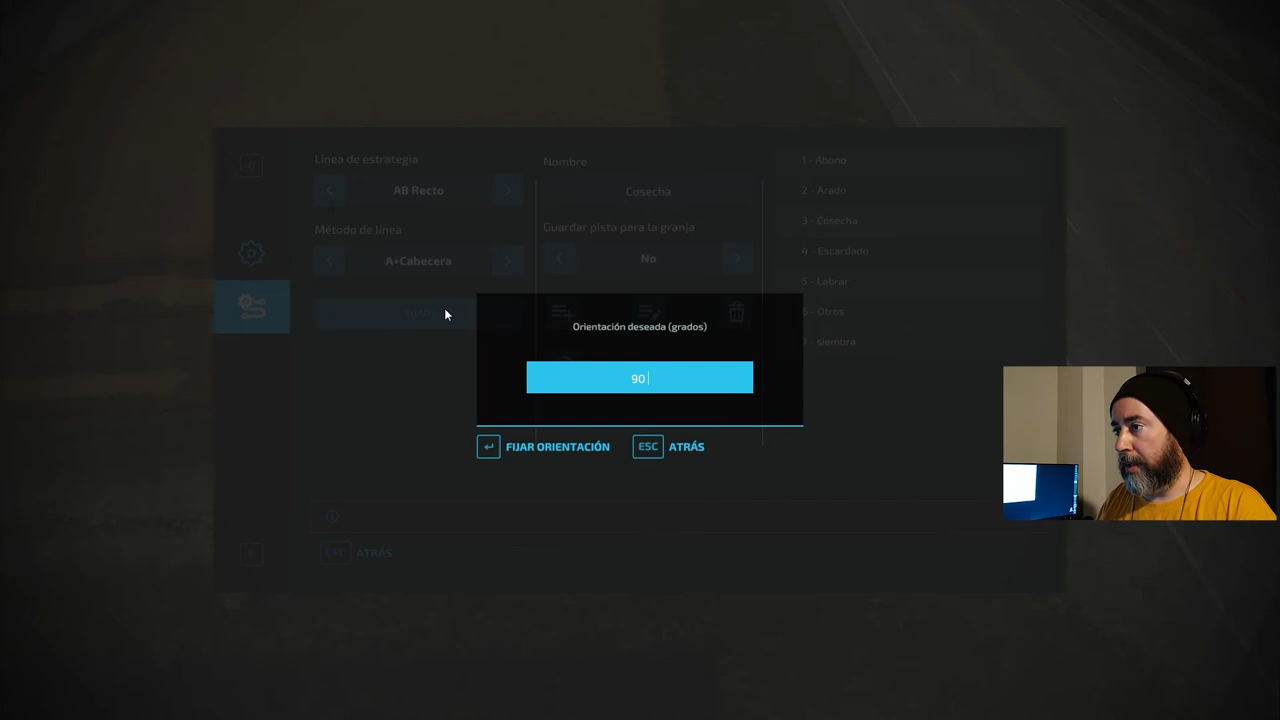 Línea de estrategia
AB Recto
Método de línea
A+Cabecera
Nombre
Cosecha
Guardar pista para la granja
No
1 - Abono
2 - Arado
3 - Cosecha
4 - Escardado
5 - Labrar
6 - Otros
- siembra
Orientación deseada (grados)
90
FIJAR ORIENTACIÓN
ESC ATRÁS
ESC ATRÁS